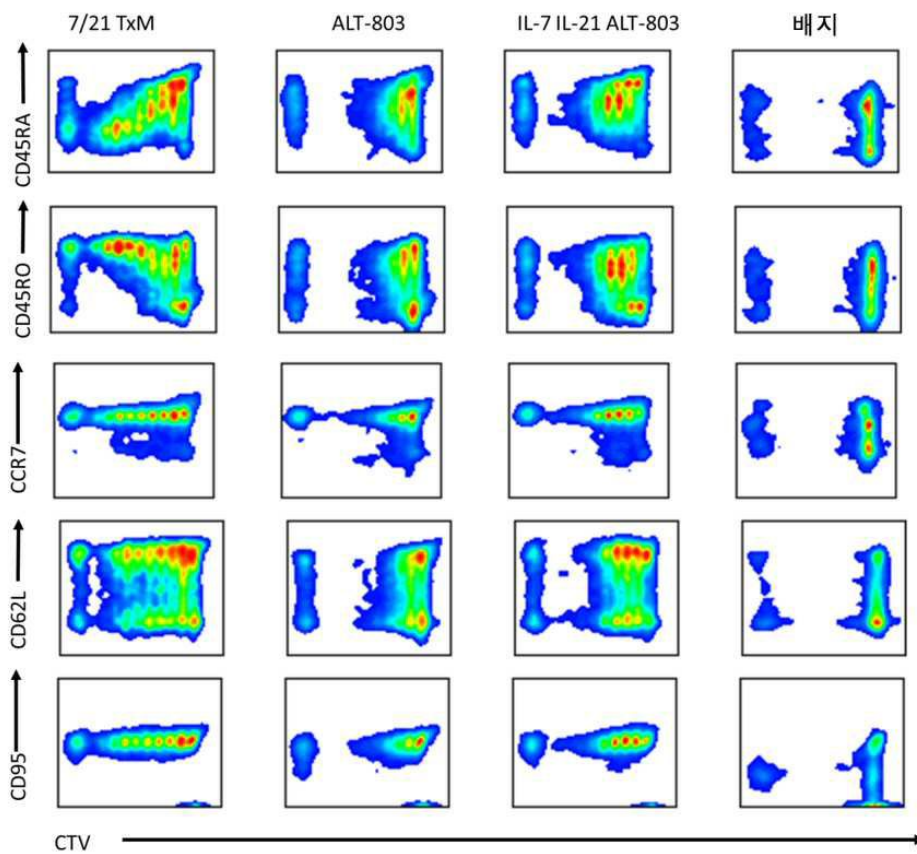 7/21 TxM
ALT-803
IL-7 IL-21 ALT-803
배지
CD45RA
CD45RO
CCR7
CD62L
CD95
CTV